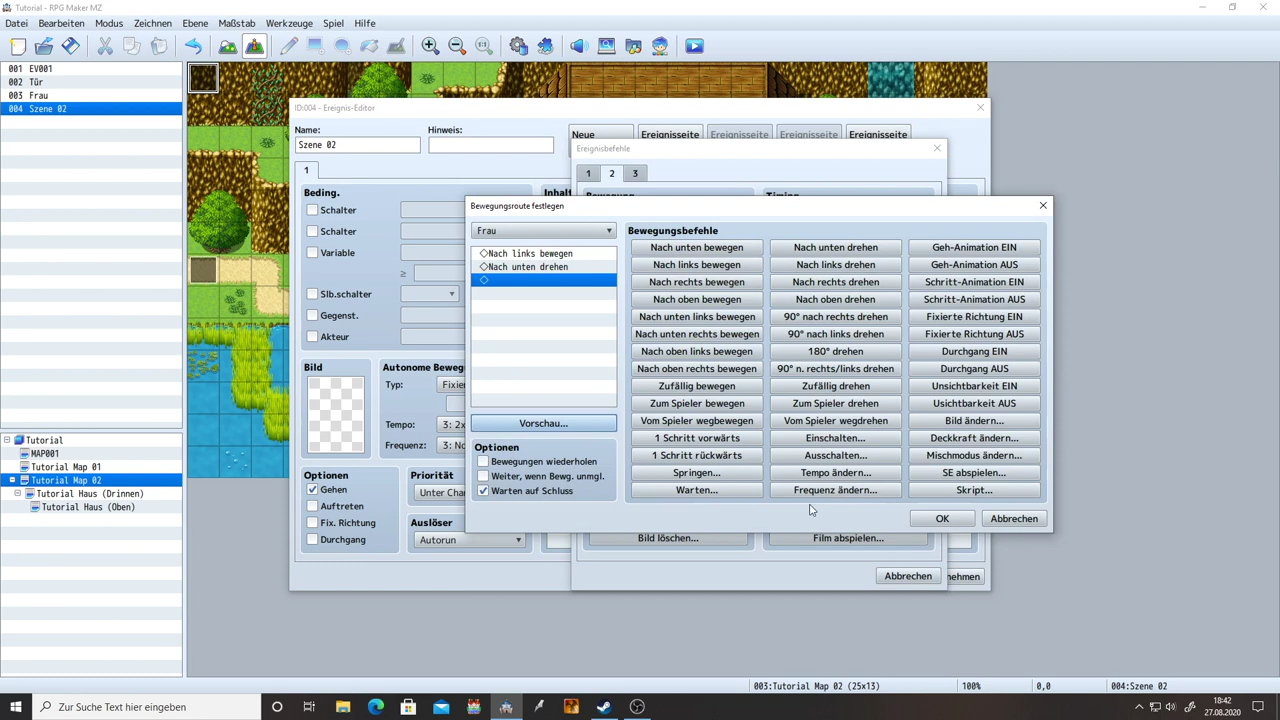 Tutorial - RPG Maker MZ
Datei Bearbeiten Modus Zeichnen Ebene Maßstab Werkzeuge Spiel Hilfe
001 EV001
002 Tür
003 Frau
004 Szene 02
ID:004 - Ereignis-Editor
Name:
Hinweis:
Szene 02
Neue
Ereignisseite
Ereignisseite
Ereignisseite
Ereignisseite
1
Beding.
Schalter
Schalter
Variable
≥
Slb.schalter
Gegenst.
Akteur
Bild
Autonome Beweg
Typ:
Tempo:
Frequenz:
Optionen
Gehen
Auftreten
Fix. Richtung
Durchgang
Priorität
Unter Cha
Auslöser
Autorun
Ereignisbefehle
1 2 3
Bewegung
Timing
Bild löschen...
Film abspielen...
Abbrechen
nehmen
Bewegungsroute festlegen
Frau
◇Nach links bewegen
◇Nach unten drehen
◇
Vorschau...
Optionen
Bewegungen wiederholen
Weiter, wenn Bewg. unmgl.
Warten auf Schluss
Bewegungsbefehle
Nach unten bewegen Nach unten drehen Geh-Animation EIN
Nach links bewegen Nach links drehen Geh-Animation AUS
Nach rechts bewegen Nach rechts drehen Schritt-Animation EIN
Nach oben bewegen Nach oben drehen Schritt-Animation AUS
Nach unten links bewegen 90° nach rechts drehen Fixierte Richtung EIN
Nach unten rechts bewegen 90° nach links drehen Fixierte Richtung AUS
Nach oben links bewegen 180° drehen Durchgang EIN
Nach oben rechts bewegen 90° n. rechts/links drehen Durchgang AUS
Zufällig bewegen Zufällig drehen Unsichtbarkeit EIN
Zum Spieler bewegen Zum Spieler drehen Usichtbarkeit AUS
Vom Spieler wegbewegen Vom Spieler wegdrehen Bild ändern...
1 Schritt vorwärts Einschalten... Deckkraft ändern...
1 Schritt rückwärts Ausschalten... Mischmodus ändern...
Springen... Tempo ändern... SE abspielen...
Warten... Frequenz ändern... Skript...
OK Abbrechen
Tutorial
MAP001
Tutorial Map 01
Tutorial Map 02
Tutorial Haus (Drinnen)
Tutorial Haus (Oben)
003:Tutorial Map 02 (25x13) 100% 0,0 004:Szene 02
Zur Suche Text hier eingeben
18:42
27.08.2020